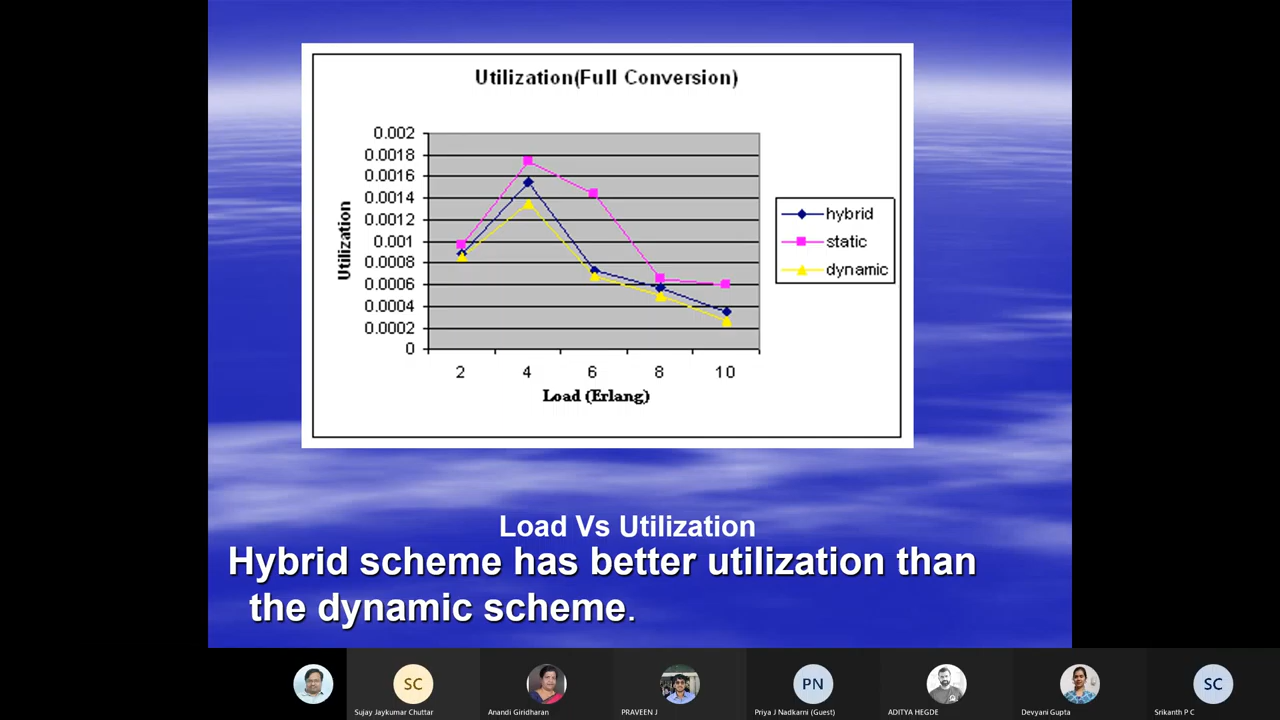 Utilization(Full Conversion)
0.002
0.0018
0.0016
0.0014
0.0012
0.001
0.0008
0.0006
0.0004
0.0002
0
Utilization
2 4 6 8 10
Load (Erlang)
hybrid
static
dynamic
Load Vs Utilization
Hybrid scheme has better utilization than
the dynamic scheme.
SC
PN
SC
Sujay Jaykumar Chuttar
Anandi Giridharan
PRAVEEN J
Priya J Nadkarni (Guest)
ADITYA HEGDE
Devyani Gupta
Srikanth P C